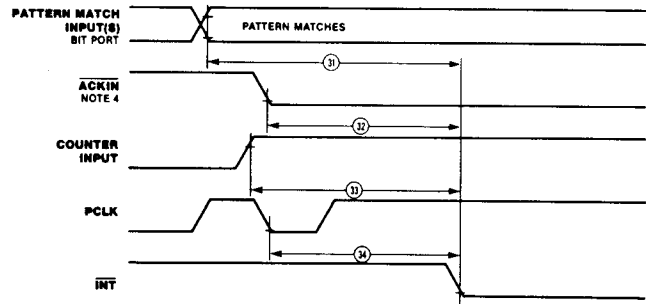 PATTERN MATCH
INPUT(S)
BIT PORT
PATTERN MATCHES
31
ACKIN
NOTE 4
32
COUNTER
INPUT
33
PCLK
34
INT